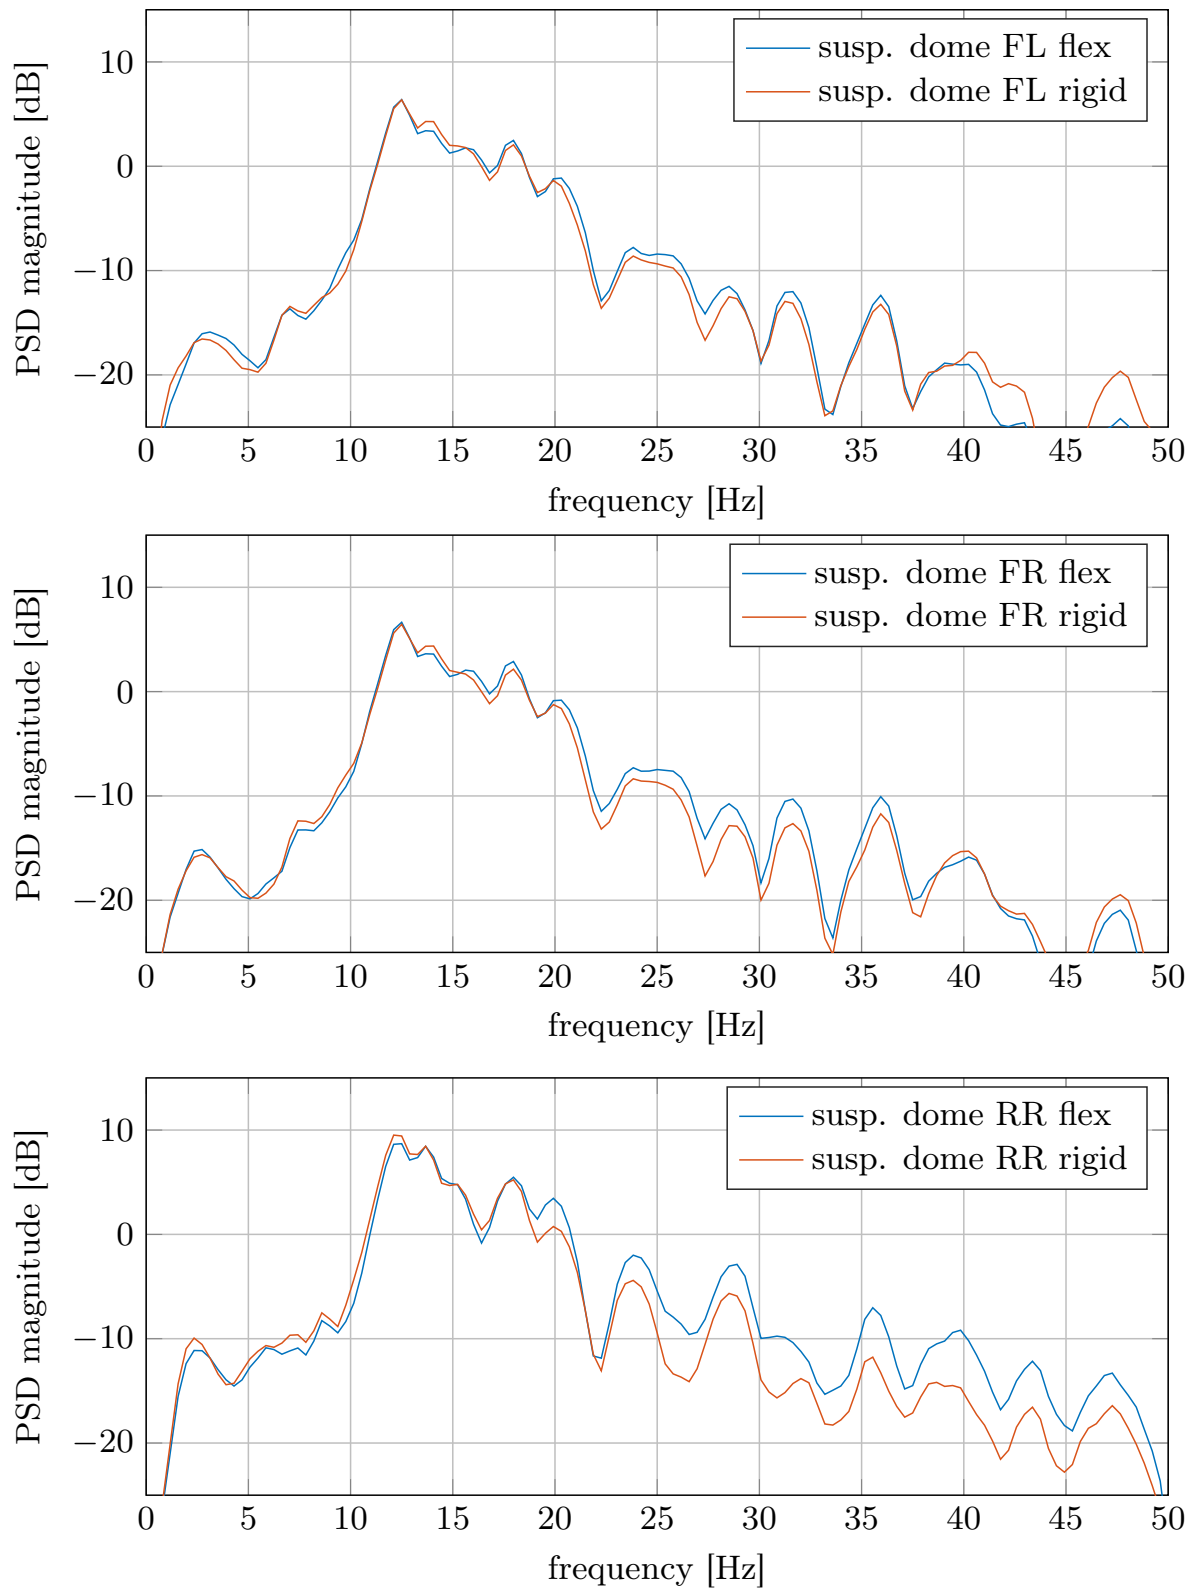 susp. dome FL flex
susp. dome FL rigid
PSD magnitude [dB]
10
0
−10
−20
0 5 10 15 20 25 30 35 40 45 50
frequency [Hz]
susp. dome FR flex
susp. dome FR rigid
PSD magnitude [dB]
10
0
−10
−20
0 5 10 15 20 25 30 35 40 45 50
frequency [Hz]
susp. dome RR flex
susp. dome RR rigid
PSD magnitude [dB]
10
0
−10
−20
0 5 10 15 20 25 30 35 40 45 50
frequency [Hz]